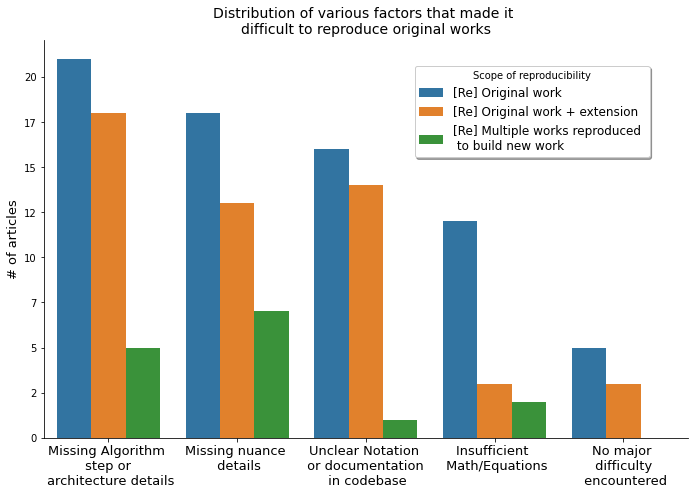 Distribution of various factors that made it
difficult to reproduce original works
# of articles
20
17
15
12
10
7
5
2
0
Scope of reproducibility
[Re] Original work
[Re] Original work + extension
[Re] Multiple works reproduced
to build new work
Missing Algorithm
step or
architecture details
Missing nuance
details
Unclear Notation
or documentation
in codebase
Insufficient
Math/Equations
No major
difficulty
encountered